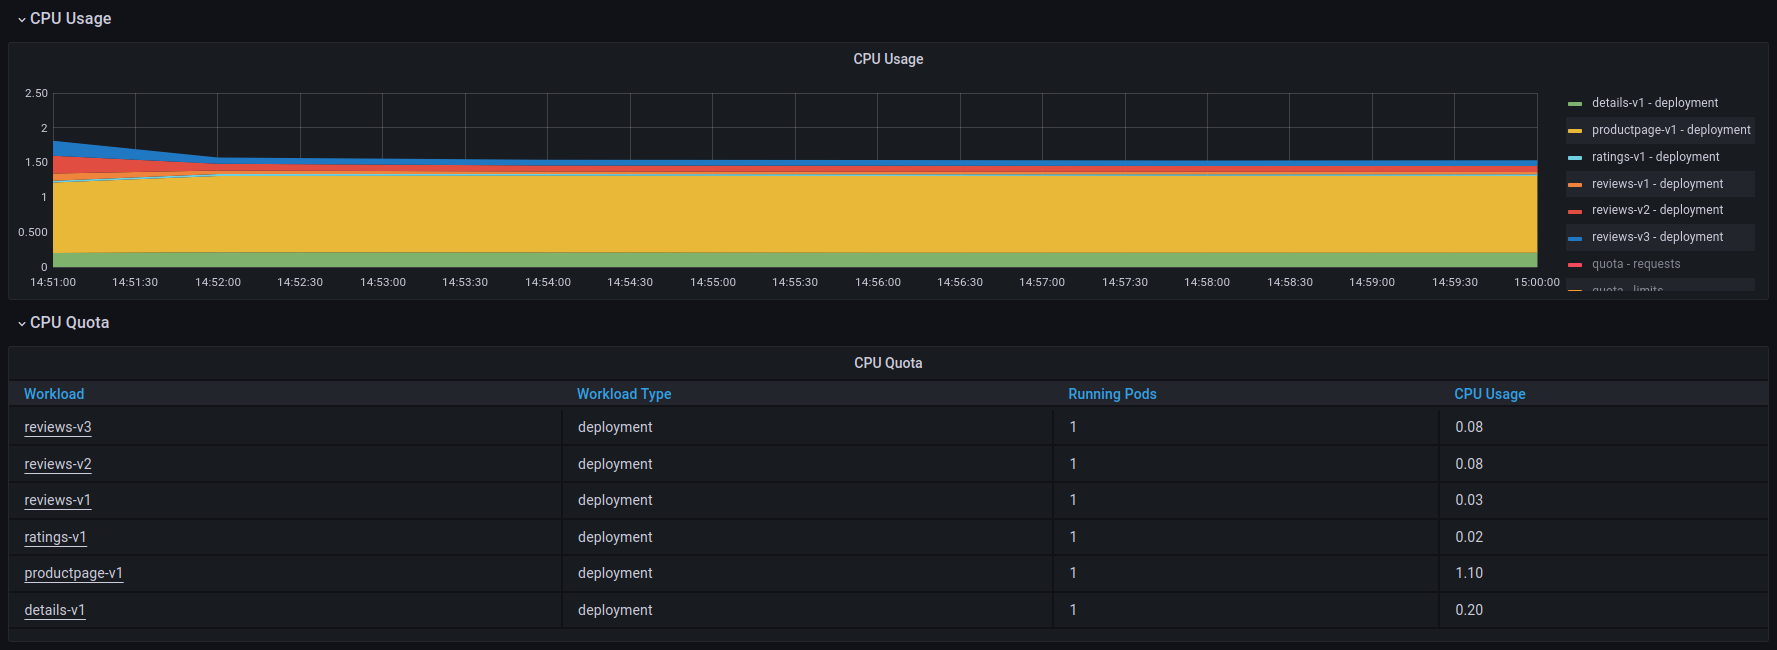 CPU Usage
CPU Usage
2.50
2
1.50
1
0.500
0
14:51:00 14:51:30 14:52:00 14:52:30 14:53:00 14:53:30 14:54:00 14:54:30 14:55:00 14:55:30 14:56:00 14:56:30 14:57:00 14:57:30 14:58:00 14:58:30 14:59:00 14:59:30 15:00:00
details-v1 - deployment
productpage-v1 - deployment
ratings-v1 - deployment
reviews-v1 - deployment
reviews-v2 - deployment
reviews-v3 - deployment
quota - requests
quota - limits
CPU Quota
CPU Quota
Workload Workload Type Running Pods CPU Usage
reviews-v3 deployment 1 0.08
reviews-v2 deployment 1 0.08
reviews-v1 deployment 1 0.03
ratings-v1 deployment 1 0.02
productpage-v1 deployment 1 1.10
details-v1 deployment 1 0.20